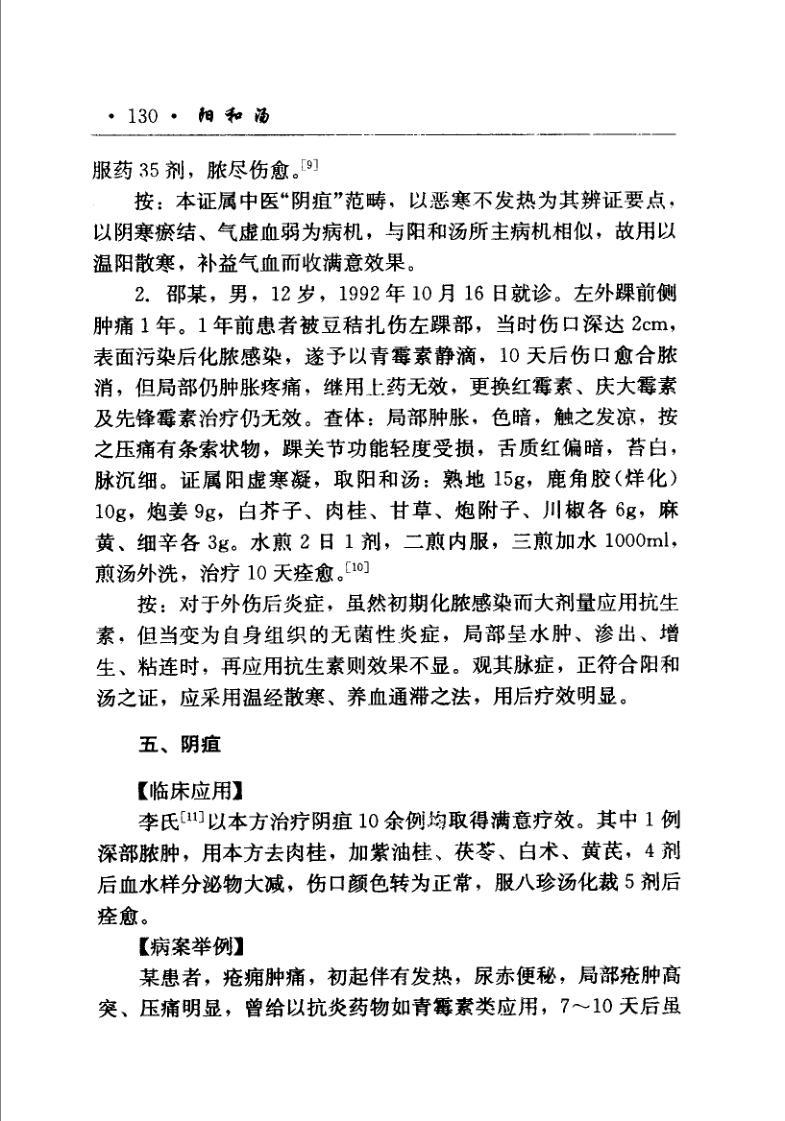 · 130 · 阳和汤
服药 35 剂，脓尽伤愈。[9]
按：本证属中医“阴疽”范畴，以恶寒不发热为其辨证要点，
以阴寒瘀结、气虚血弱为病机，与阳和汤所主病机相似，故用以
温阳散寒，补益气血而收满意效果。
2. 邵某，男，12 岁，1992 年 10 月 16 日就诊。左外踝前侧
肿痛 1 年。1 年前患者被豆秸扎伤左踝部，当时伤口深达 2cm，
表面污染后化脓感染，遂予以青霉素静滴，10 天后伤口愈合脓
消，但局部仍肿胀疼痛，继用上药无效，更换红霉素、庆大霉素
及先锋霉素治疗仍无效。查体：局部肿胀，色暗，触之发凉，按
之压痛有条索状物，踝关节功能轻度受损，舌质红偏暗，苔白，
脉沉细。证属阳虚寒凝，取阳和汤：熟地 15g，鹿角胶(烊化)
10g，炮姜 9g，白芥子、肉桂、甘草、炮附子、川椒各 6g，麻
黄、细辛各 3g。水煎 2 日 1 剂，二煎内服，三煎加水 1000ml，
煎汤外洗，治疗 10 天痊愈。[10]
按：对于外伤后炎症，虽然初期化脓感染而大剂量应用抗生
素，但当变为自身组织的无菌性炎症，局部呈水肿、渗出、增
生、粘连时，再应用抗生素则效果不显。观其脉症，正符合阳和
汤之证，应采用温经散寒、养血通滞之法，用后疗效明显。
五、阴疽
【临床应用】
李氏[11]以本方治疗阴疽 10 余例均取得满意疗效。其中 1 例
深部脓肿，用本方去肉桂，加紫油桂、茯苓、白术、黄芪，4 剂
后血水样分泌物大减，伤口颜色转为正常，服八珍汤化裁 5 剂后
痊愈。
【病案举例】
某患者，疮痈肿痛，初起伴有发热，尿赤便秘，局部疮肿高
突、压痛明显，曾给以抗炎药物如青霉素类应用，7～10 天后虽